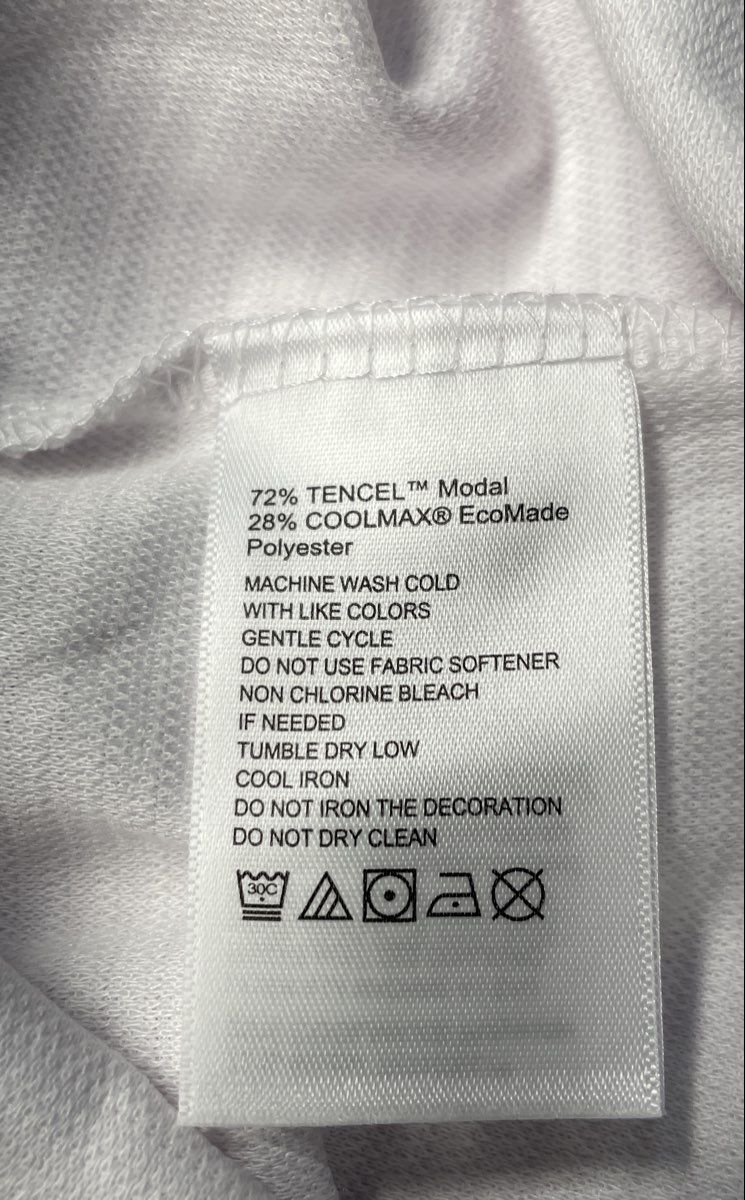 72% TENCEL™ Modal
28% COOLMAX® EcoMade
Polyester
MACHINE WASH COLD
WITH LIKE COLORS
GENTLE CYCLE
DO NOT USE FABRIC SOFTENER
NON CHLORINE BLEACH
IF NEEDED
TUMBLE DRY LOW
COOL IRON
DO NOT IRON THE DECORATION
DO NOT DRY CLEAN
30C